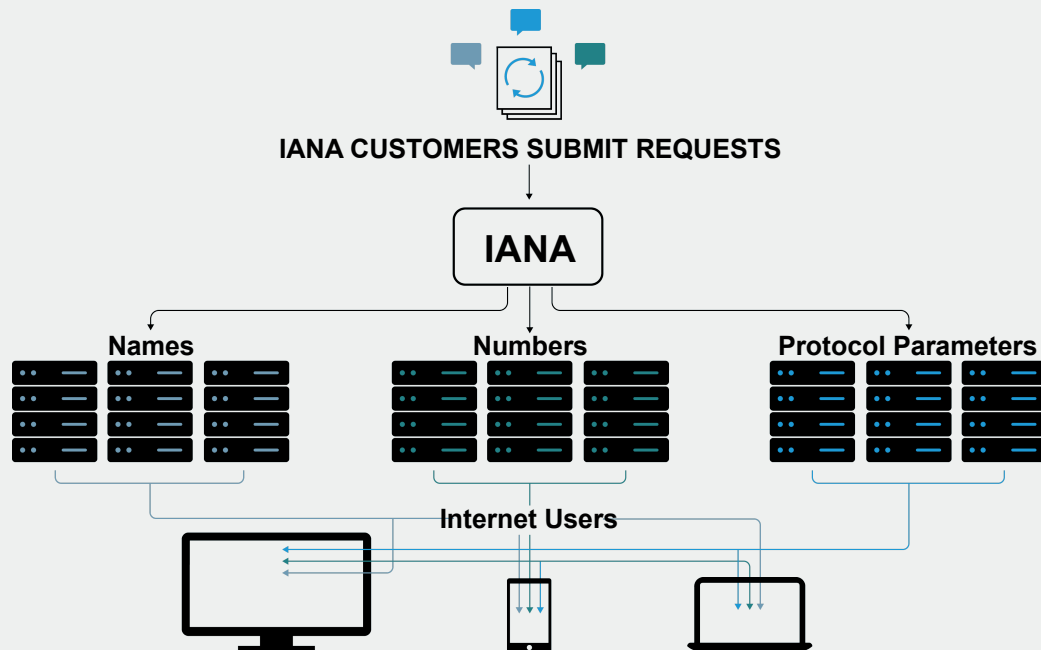 IANA CUSTOMERS SUBMIT REQUESTS
IANA
Names
Numbers
Protocol Parameters
Internet Users